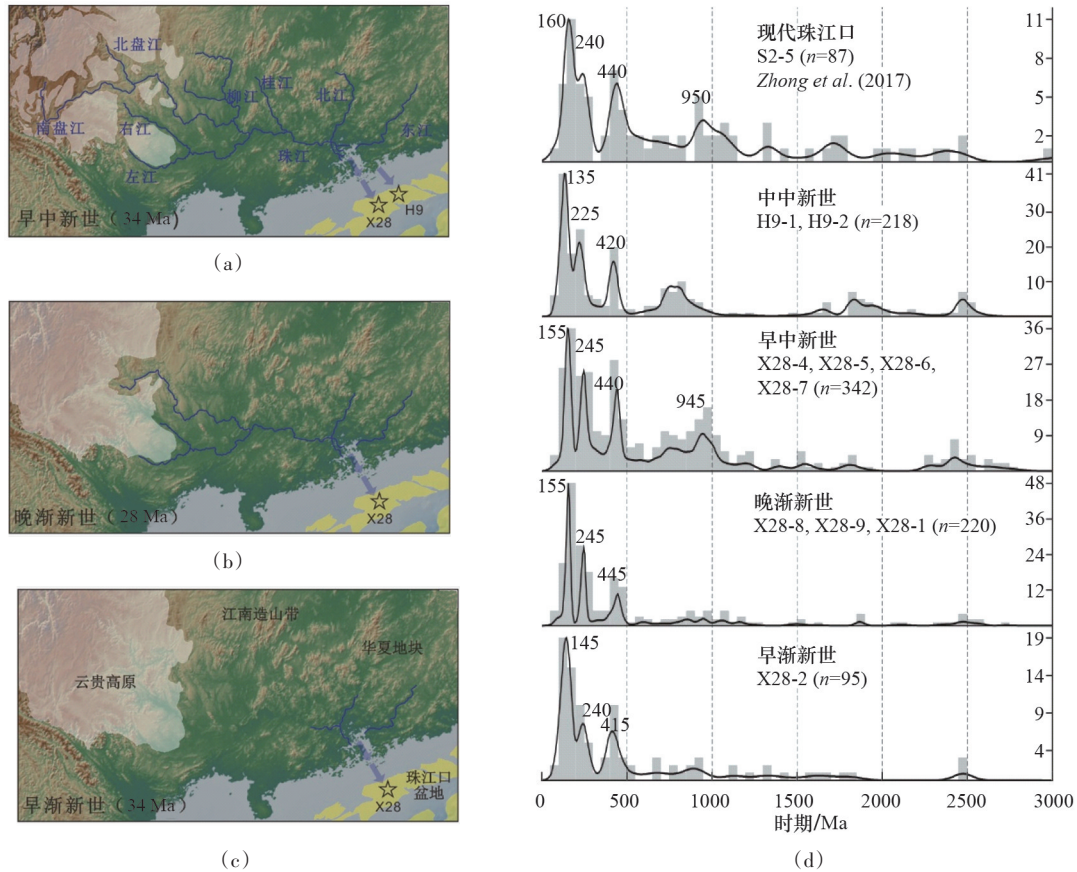 北盘江
南盘江
右江
左江
柳江
桂江
北江
东江
珠江
X28
H9
早中新世(34 Ma)
(a)
晚渐新世(28 Ma)
X28
(b)
江南造山带
华夏地块
云贵高原
珠江口
盆地
X28
早渐新世(34 Ma)
(c)
160
240
440
950
现代珠江口
S2-5 (n=87)
Zhong et al. (2017)
11
8
5
2
135
225
420
中中新世
H9-1, H9-2 (n=218)
41
30
20
10
155
245
440
945
早中新世
X28-4, X28-5, X28-6,
X28-7 (n=342)
36
27
18
9
155
245
445
晚渐新世
X28-8, X28-9, X28-1 (n=220)
48
36
24
12
145
240
415
早渐新世
X28-2 (n=95)
19
14
9
4
0 500 1000 1500 2000 2500 3000
时期/Ma
(d)